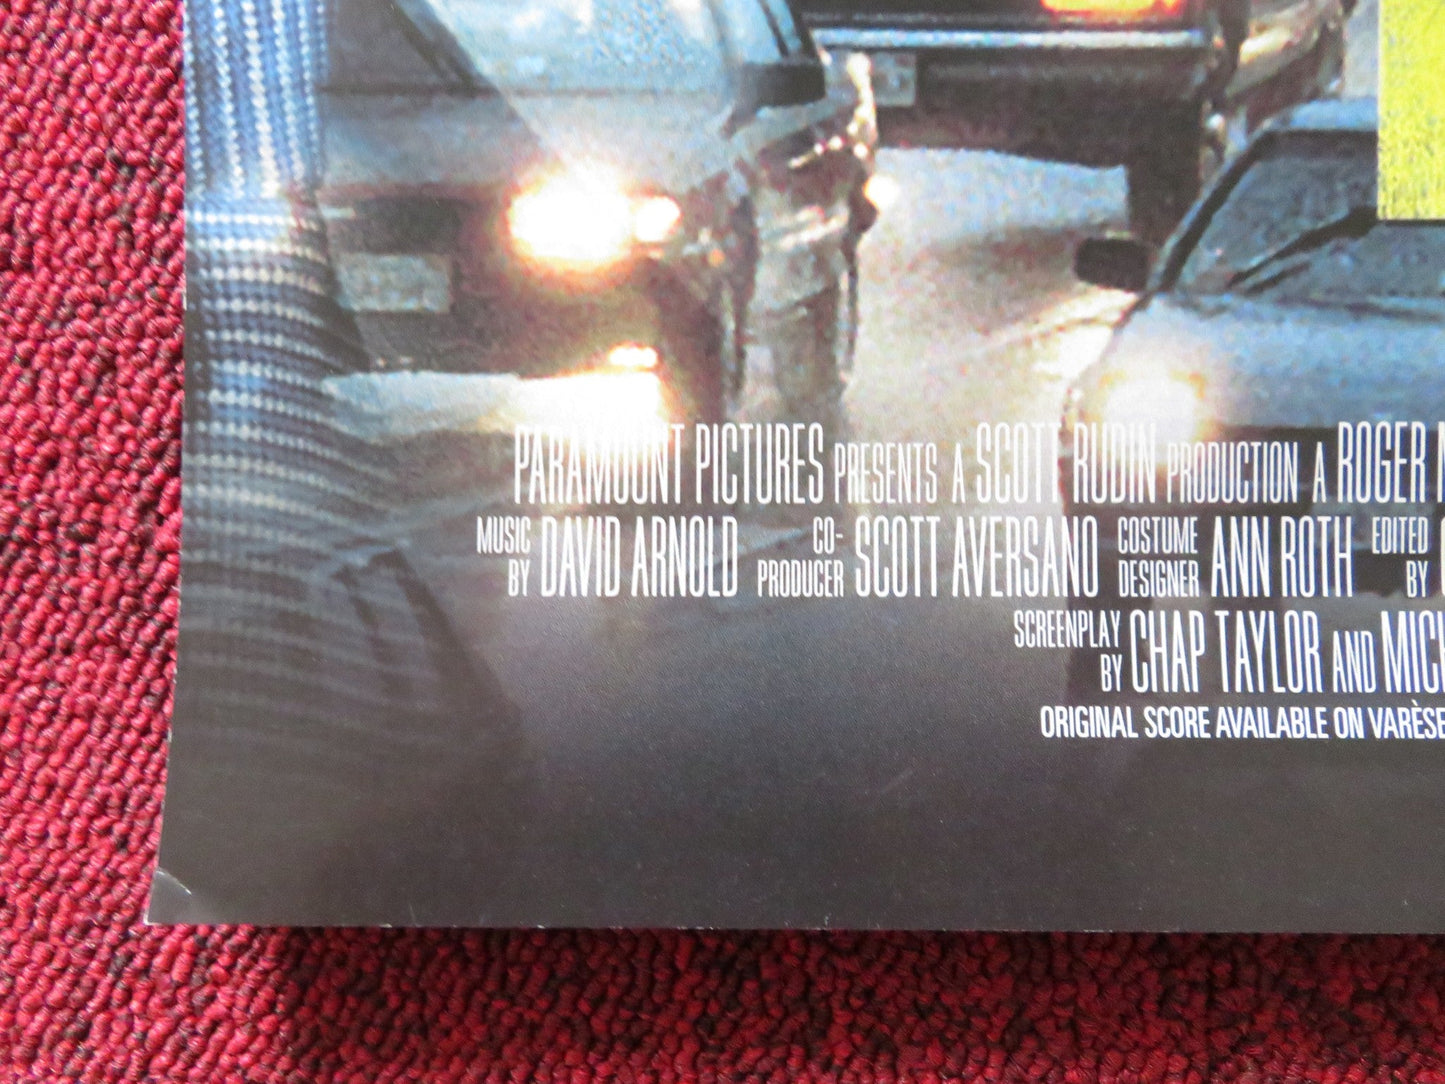 PARAMOUNT PICTURES PRESENTS A SCOTT RUDIN PRODUCTION A ROGER
MUSIC BY DAVID ARNOLD CO-PRODUCER SCOTT AVERSANO COSTUME DESIGNER ANN ROTH EDITED BY
SCREENPLAY BY CHAP TAYLOR AND MICH
ORIGINAL SCORE AVAILABLE ON VARÈSE